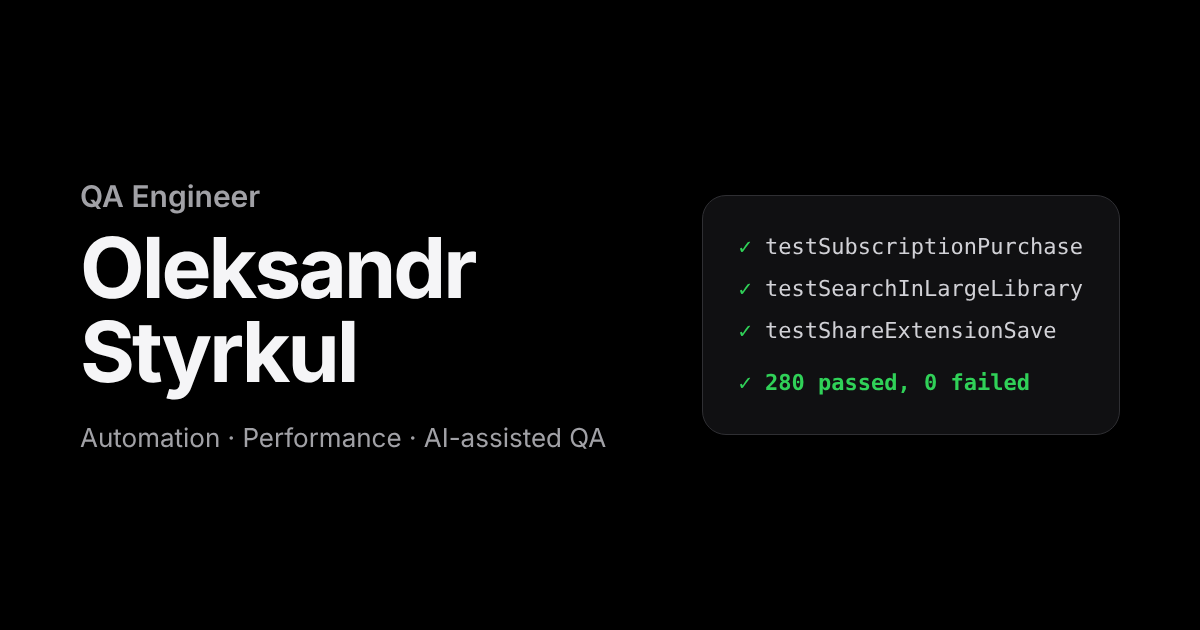 QA Engineer
Oleksandr
Styrkul
Automation · Performance · AI-assisted QA
✓ testSubscriptionPurchase
✓ testSearchInLargeLibrary
✓ testShareExtensionSave
✓ 280 passed, 0 failed